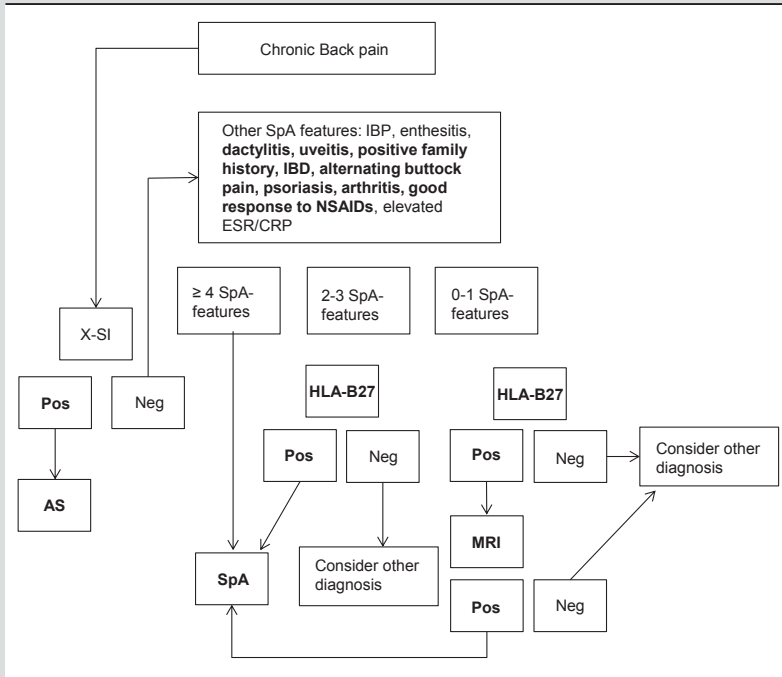 Chronic Back pain
Other SpA features: IBP, enthesitis,
dactylitis, uveitis, positive family
history, IBD, alternating buttock
pain, psoriasis, arthritis, good
response to NSAIDs, elevated
ESR/CRP
≥ 4 SpA-
features
2-3 SpA-
features
0-1 SpA-
features
X-SI
HLA-B27
HLA-B27
Pos
Neg
Pos
Neg
Pos
Neg
Consider other
diagnosis
AS
MRI
SpA
Consider other
diagnosis
Pos
Neg